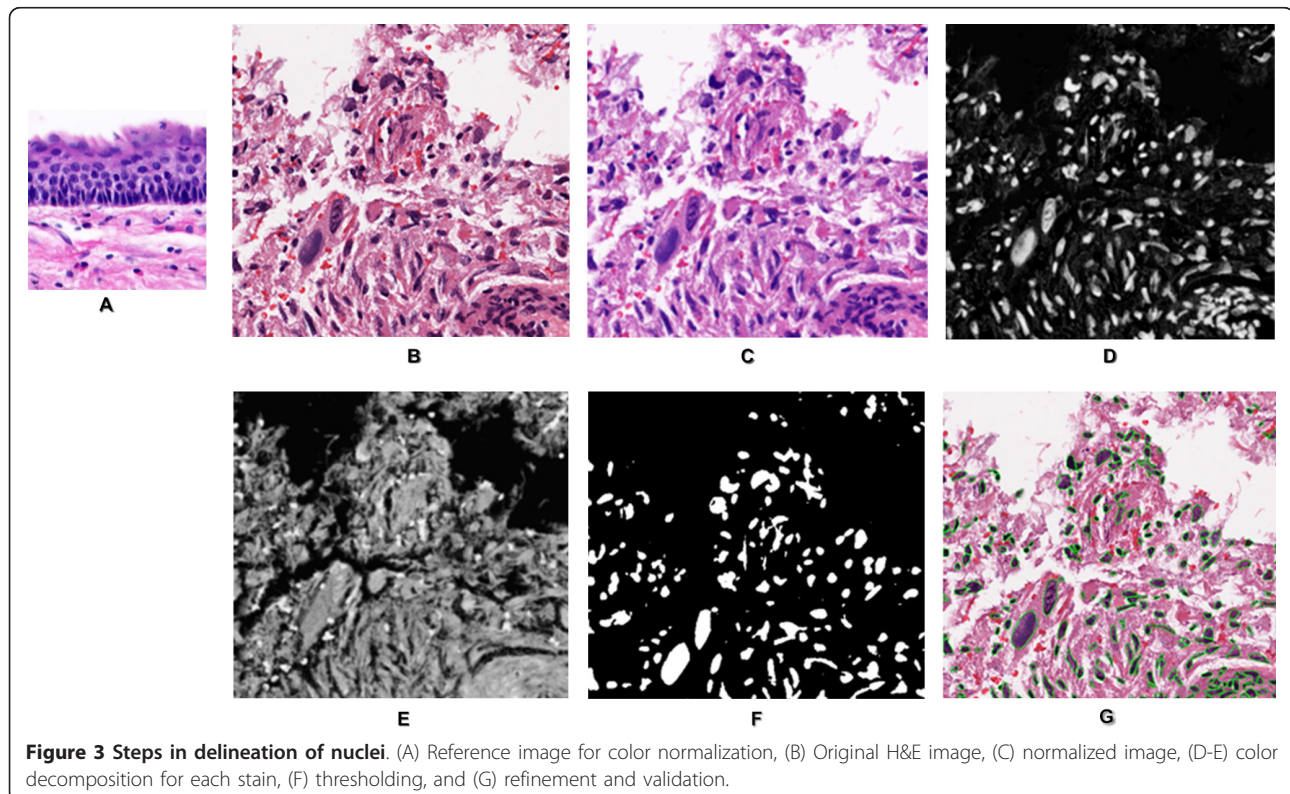 A
B
C
D
E
F
G
Figure 3 Steps in delineation of nuclei. (A) Reference image for color normalization, (B) Original H&E image, (C) normalized image, (D-E) color
decomposition for each stain, (F) thresholding, and (G) refinement and validation.